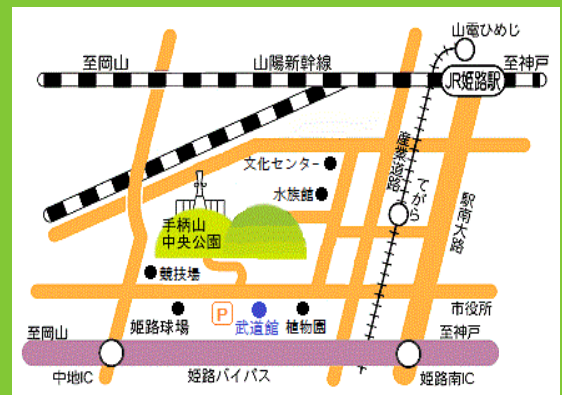 山電ひめじ
至岡山
山陽新幹線
至神戸
JR姫路駅
文化センター
産業道路
水族館
てがら
駅南大路
手柄山
中央公園
競技場
市役所
姫路球場
P
武道館
植物園
至岡山
至神戸
中地IC
姫路バイパス
姫路南IC